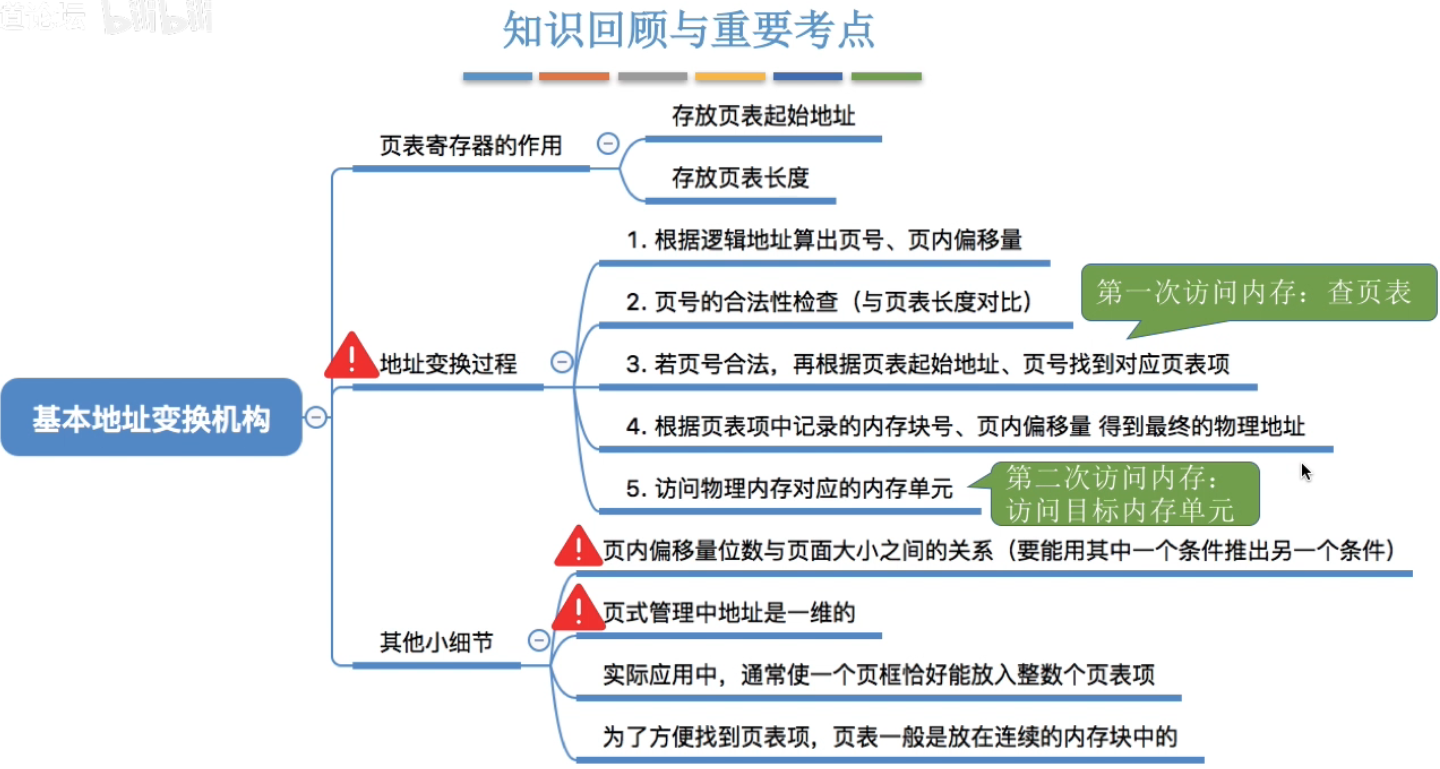 bilibili
知识回顾与重要考点
存放页表起始地址
页表寄存器的作用
存放页表长度
1. 根据逻辑地址算出页号、页内偏移量
2. 页号的合法性检查（与页表长度对比）
第一次访问内存：查页表
地址变换过程
3. 若页号合法，再根据页表起始地址、页号找到对应页表项
基本地址变换机构
4. 根据页表项中记录的内存块号、页内偏移量 得到最终的物理地址
5. 访问物理内存对应的内存单元
第二次访问内存：
访问目标内存单元
页内偏移量位数与页面大小之间的关系（要能用其中一个条件推出另一个条件）
页式管理中地址是一维的
其他小细节
实际应用中，通常使一个页框恰好能放入整数个页表项
为了方便找到页表项，页表一般是放在连续的内存块中的